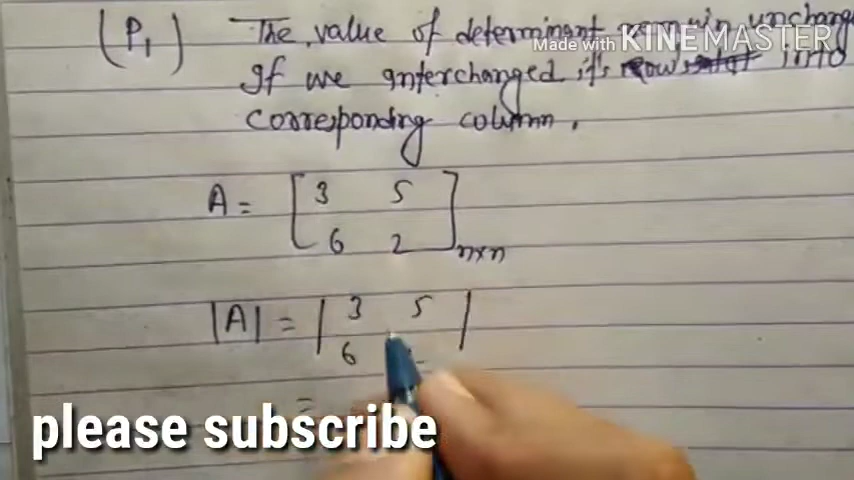 (P1) The value of determinant remain unchange
Made with KINEMASTER
If we interchanged it's row's into
corresponding column.
A = [3 5
6 2] n×n
|A| = |3 5|
6
=
please subscribe